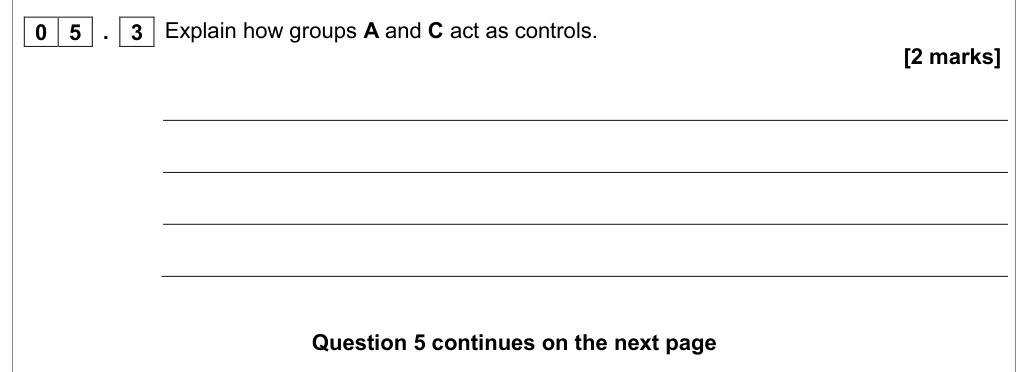 0 5 . 3 Explain how groups A and C act as controls.
[2 marks]
Question 5 continues on the next page